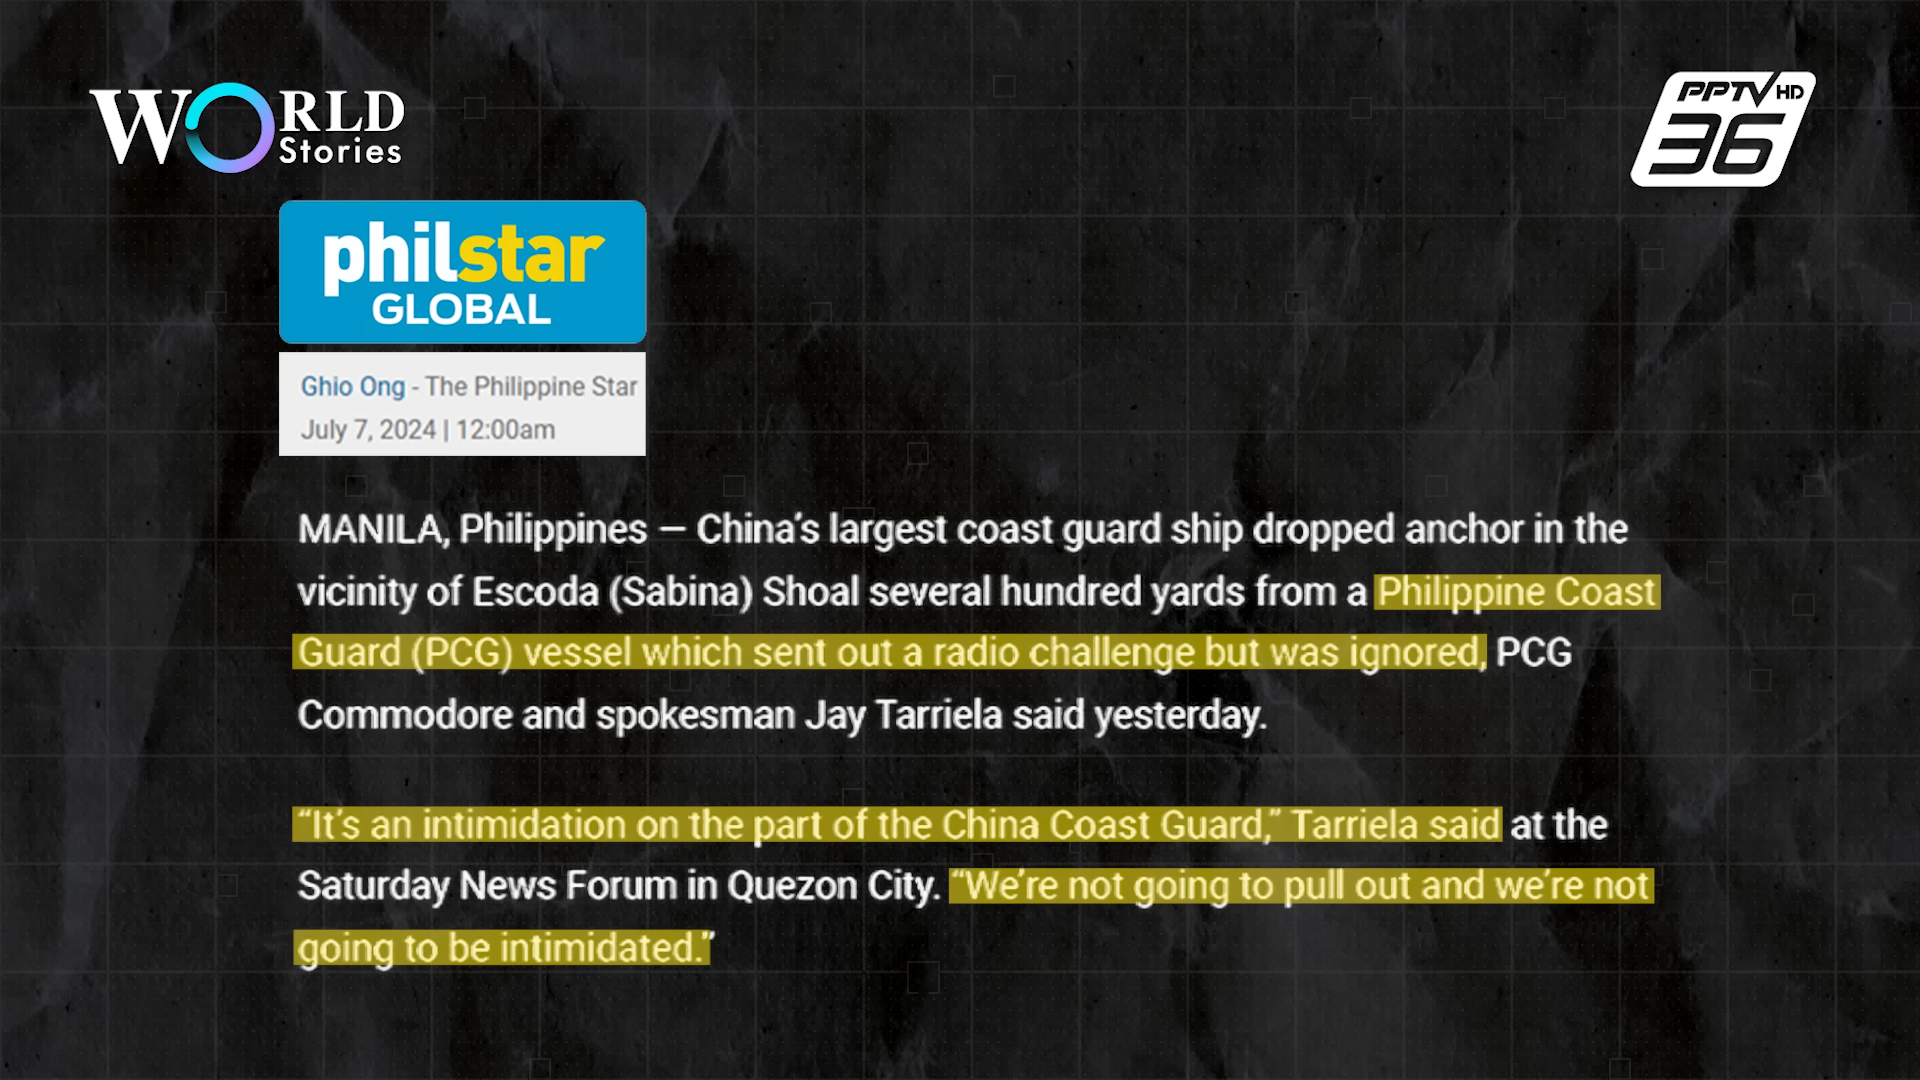 WORLD
Stories
PPTV HD
36
philstar
GLOBAL
Ghio Ong - The Philippine Star
July 7, 2024 | 12:00am
MANILA, Philippines — China's largest coast guard ship dropped anchor in the
vicinity of Escoda (Sabina) Shoal several hundred yards from a Philippine Coast
Guard (PCG) vessel which sent out a radio challenge but was ignored, PCG
Commodore and spokesman Jay Tarriela said yesterday.
“It’s an intimidation on the part of the China Coast Guard,” Tarriela said at the
Saturday News Forum in Quezon City. “We’re not going to pull out and we’re not
going to be intimidated.”